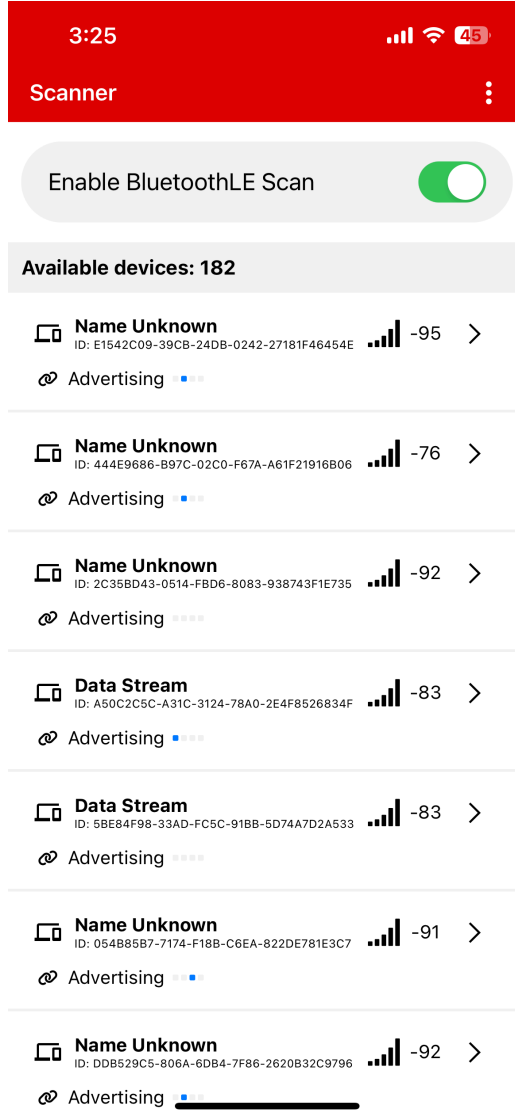 3:25
45
Scanner
Enable BluetoothLE Scan
Available devices: 182
Name Unknown
-95
ID: E1542C09-39CB-24DB-0242-27181F46454E
Advertising
Name Unknown
-76
ID: 444E9686-B97C-02C0-F67A-A61F21916B06
Advertising
Name Unknown
-92
ID: 2C35BD43-0514-FBD6-8083-938743F1E735
Advertising
Data Stream
-83
ID: A50C2C5C-A31C-3124-78A0-2E4F8526834F
Advertising
Data Stream
-83
ID: 5BE84F98-33AD-FC5C-91BB-5D74A7D2A533
Advertising
Name Unknown
-91
ID: 054B85B7-7174-F18B-C6EA-822DE781E3C7
Advertising
Name Unknown
-92
ID: DDB529C5-806A-6DB4-7F86-2620B32C9796
Advertising